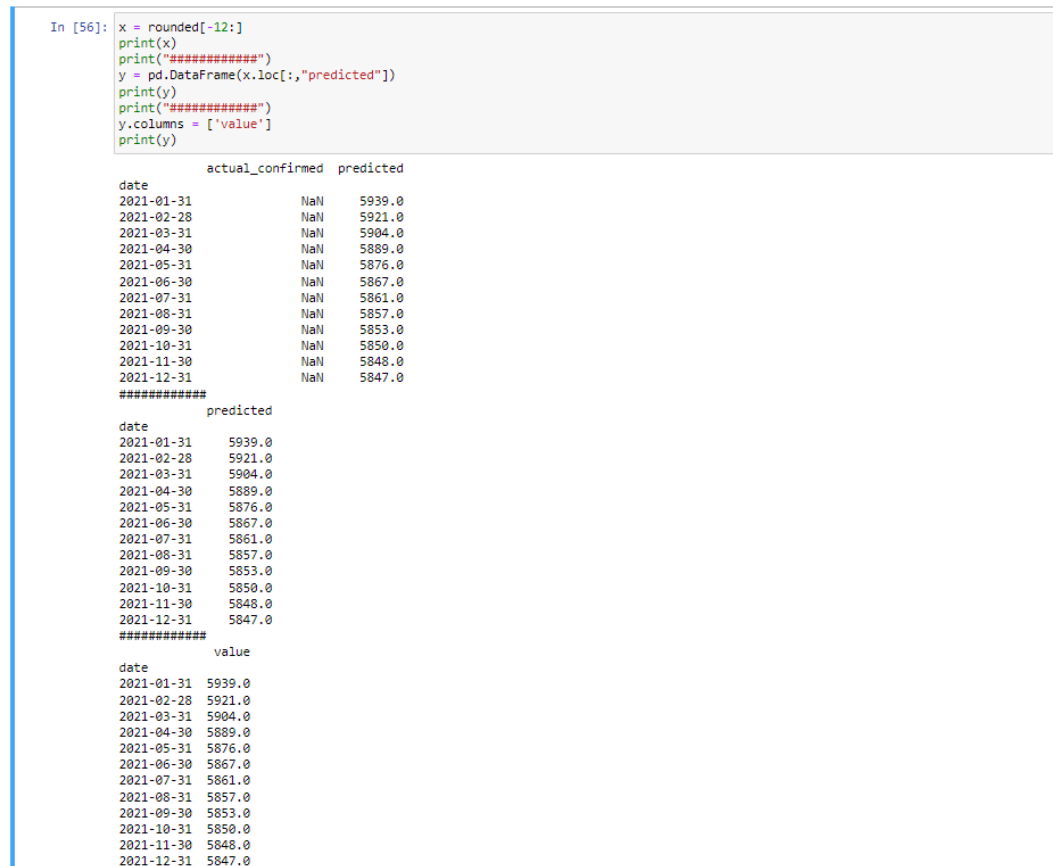 In [56]: x = rounded[-12:]
print(x)
print("############")
y = pd.DataFrame(x.loc[:,"predicted"])
print(y)
print("############")
y.columns = ['value']
print(y)
actual_confirmed predicted
date
2021-01-31 NaN 5939.0
2021-02-28 NaN 5921.0
2021-03-31 NaN 5904.0
2021-04-30 NaN 5889.0
2021-05-31 NaN 5876.0
2021-06-30 NaN 5867.0
2021-07-31 NaN 5861.0
2021-08-31 NaN 5857.0
2021-09-30 NaN 5853.0
2021-10-31 NaN 5850.0
2021-11-30 NaN 5848.0
2021-12-31 NaN 5847.0
############
predicted
date
2021-01-31 5939.0
2021-02-28 5921.0
2021-03-31 5904.0
2021-04-30 5889.0
2021-05-31 5876.0
2021-06-30 5867.0
2021-07-31 5861.0
2021-08-31 5857.0
2021-09-30 5853.0
2021-10-31 5850.0
2021-11-30 5848.0
2021-12-31 5847.0
############
value
date
2021-01-31 5939.0
2021-02-28 5921.0
2021-03-31 5904.0
2021-04-30 5889.0
2021-05-31 5876.0
2021-06-30 5867.0
2021-07-31 5861.0
2021-08-31 5857.0
2021-09-30 5853.0
2021-10-31 5850.0
2021-11-30 5848.0
2021-12-31 5847.0